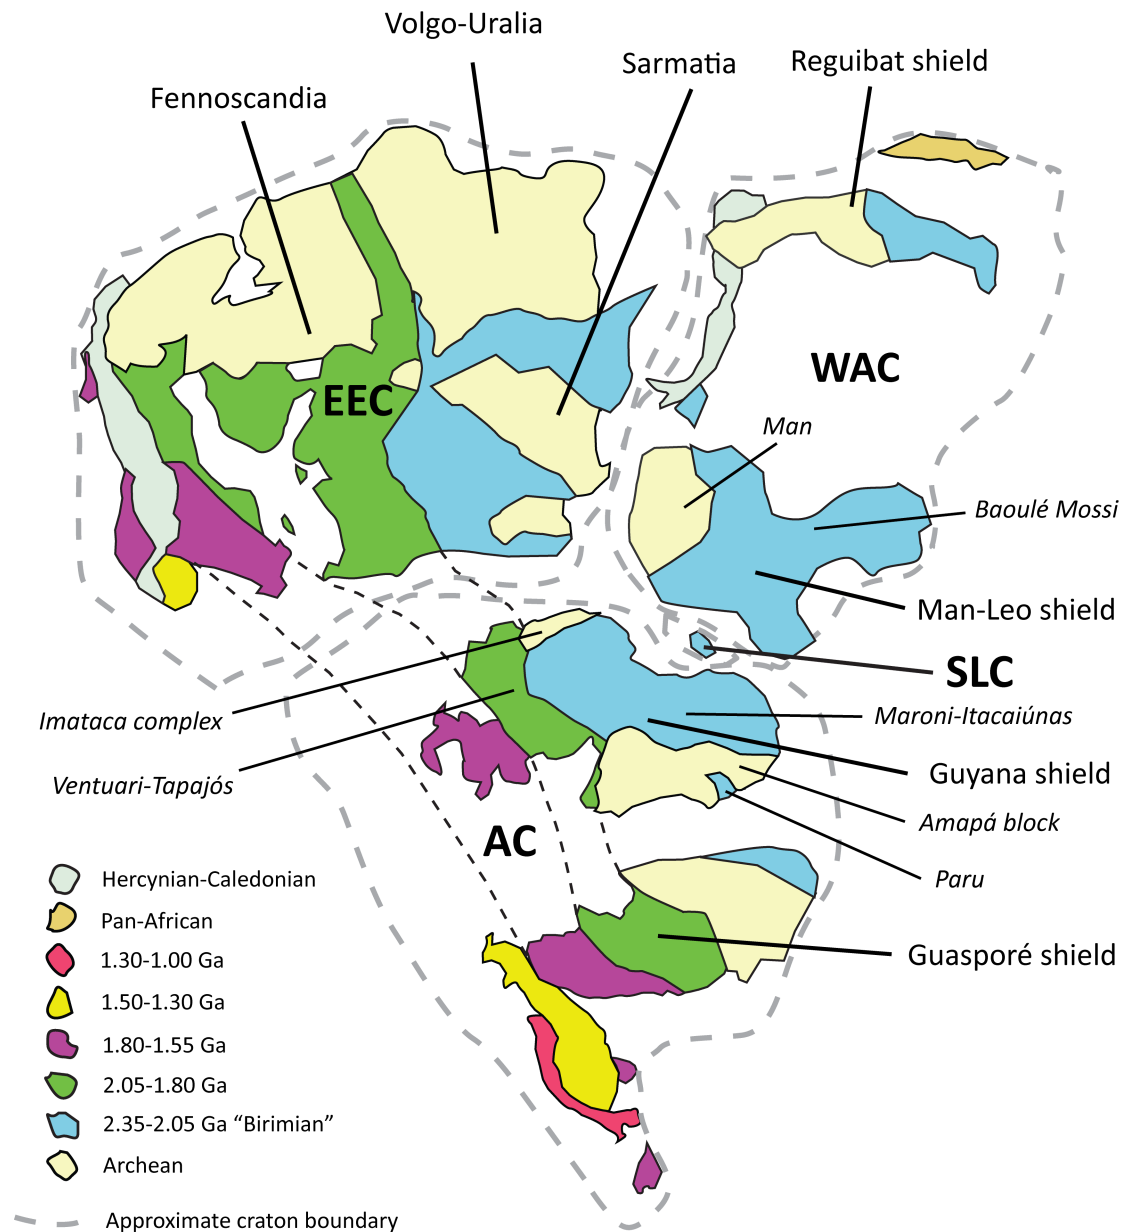 Volgo-Uralia
Sarmatia
Reguibat shield
Fennoscandia
WAC
EEC
Man
Baoulé Mossi
Man-Leo shield
SLC
Imataca complex
Maroni-Itacaiúnas
Ventuari-Tapajós
Guyana shield
Amapá block
AC
Paru
Guasporé shield
Hercynian-Caledonian
Pan-African
1.30-1.00 Ga
1.50-1.30 Ga
1.80-1.55 Ga
2.05-1.80 Ga
2.35-2.05 Ga “Birimian”
Archean
Approximate craton boundary